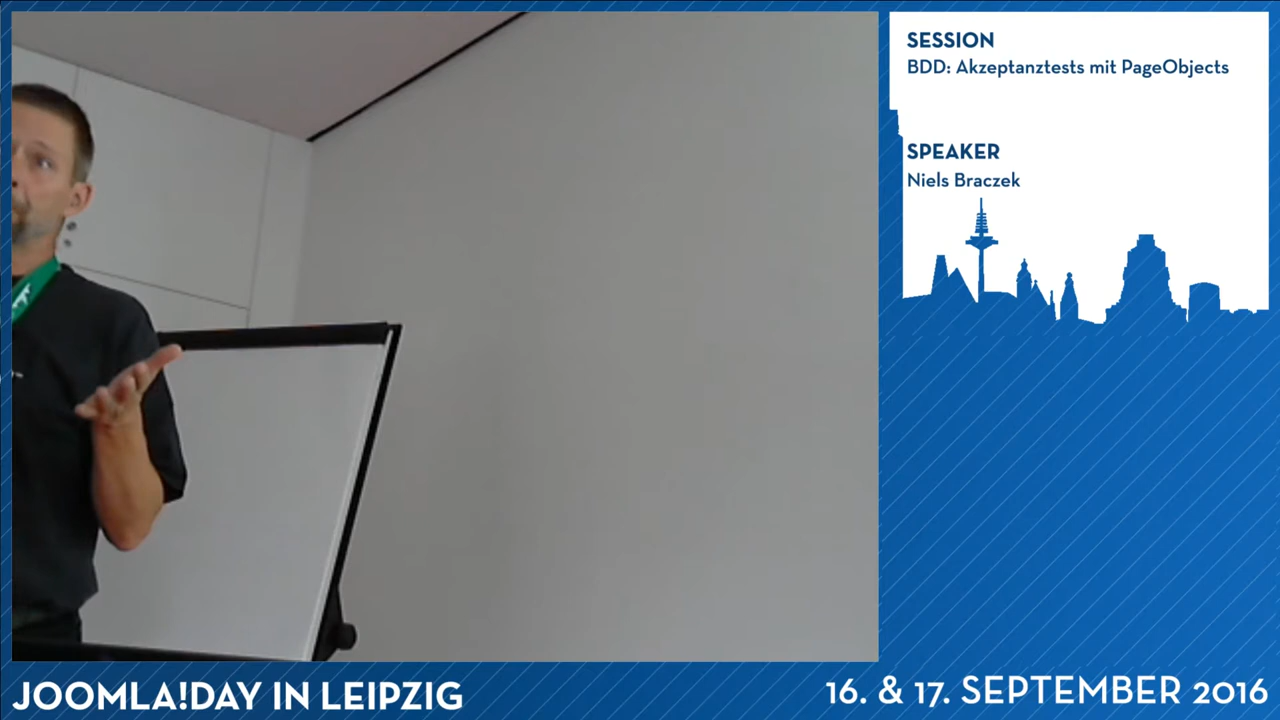 SESSION
BDD: Akzeptanztests mit PageObjects
SPEAKER
Niels Braczek
JOOMLA!DAY IN LEIPZIG
16. & 17. SEPTEMBER 2016